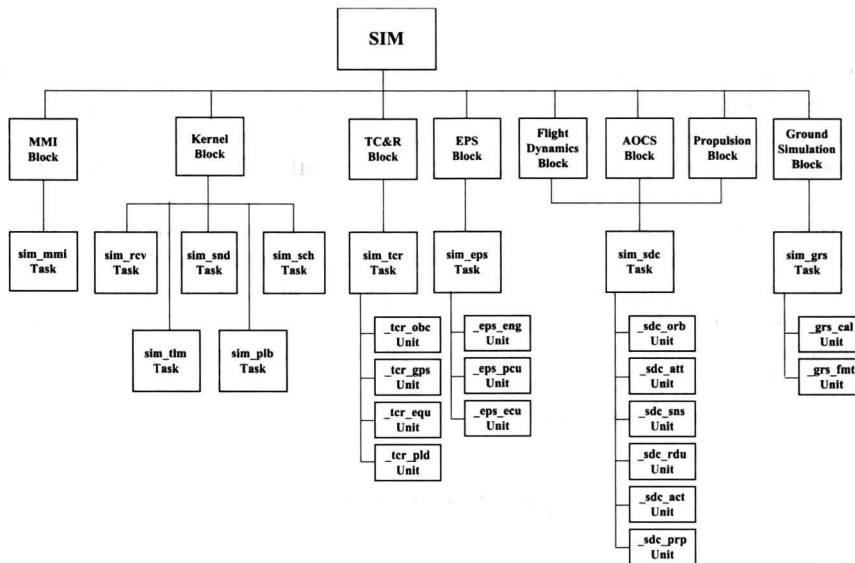 SIM
MMI
Block
Kernel
Block
TC&R
Block
EPS
Block
Flight
Dynamics
Block
AOCS
Block
Propulsion
Block
Ground
Simulation
Block
sim_mmi
Task
sim_rcv
Task
sim_snd
Task
sim_sch
Task
sim_tcr
Task
sim_eps
Task
sim_sdc
Task
sim_grs
Task
sim_tlm
Task
sim_plb
Task
_tcr_obc
Unit
_tcr_gps
Unit
_tcr_equ
Unit
_tcr_pld
Unit
_eps_eng
Unit
_eps_pcu
Unit
_eps_ecu
Unit
_sdc_orb
Unit
_sdc_att
Unit
_sdc_sns
Unit
_sdc_rdu
Unit
_sdc_act
Unit
_sdc_prp
Unit
_grs_cal
Unit
_grs_fmt
Unit